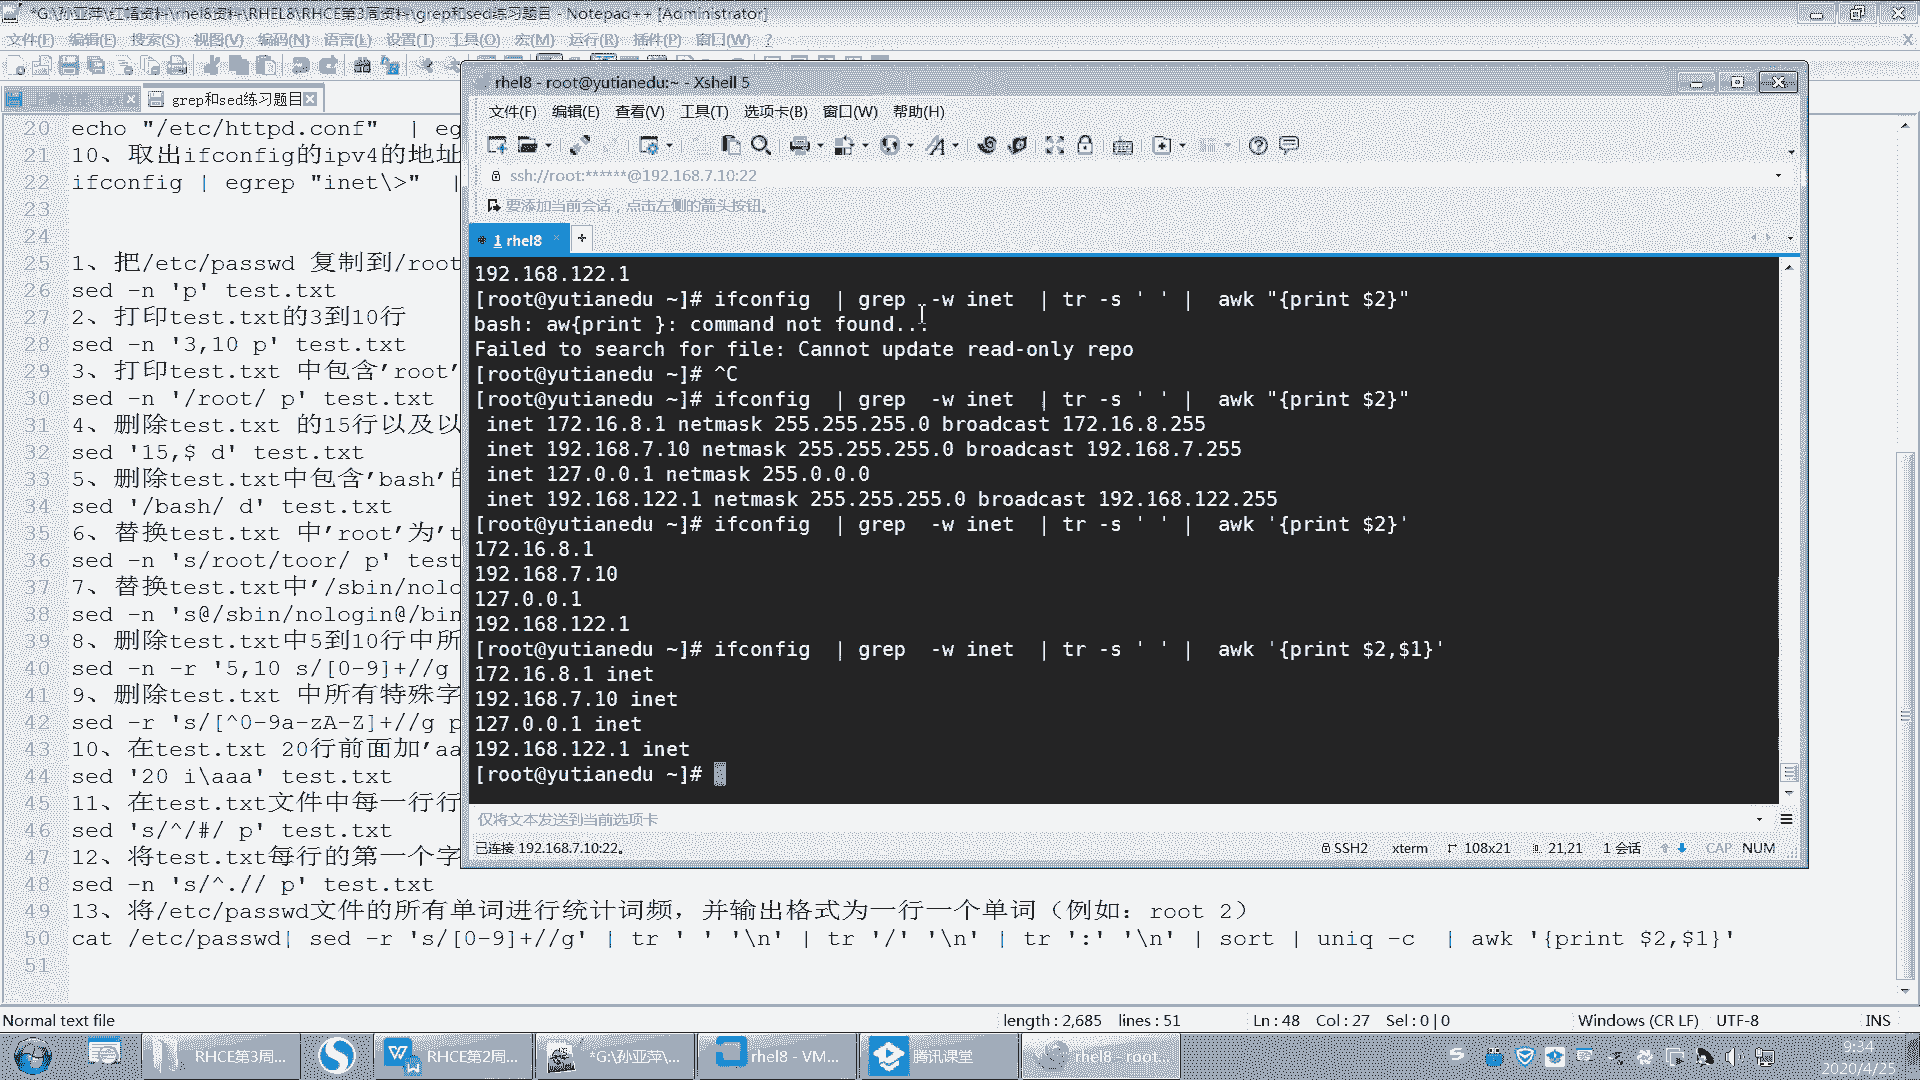 *G:\孙亚萍\红帽资料\rhel8资料\RHEL8\RHCE第3周资料\grep和sed练习题目 - Notepad++ [Administrator]
文件(F) 编辑(E) 搜索(S) 视图(V) 编码(N) 语言(L) 设置(T) 工具(O) 宏(M) 运行(R) 插件(P) 窗口(W) ?
grep和sed练习题目
20 echo "/etc/httpd.conf" | eg
21 10、取出ifconfig的ipv4的地址
22 ifconfig | egrep "inet\>" |
23
24
25 1、把/etc/passwd 复制到/root
26 sed -n 'p' test.txt
27 2、打印test.txt的3到10行
28 sed -n '3,10 p' test.txt
29 3、打印test.txt 中包含'root'
30 sed -n '/root/ p' test.txt
31 4、删除test.txt 的15行以及以
32 sed '15,$ d' test.txt
33 5、删除test.txt中包含'bash'的
34 sed '/bash/ d' test.txt
35 6、替换test.txt 中'root'为't
36 sed -n 's/root/toor/ p' test
37 7、替换test.txt中'/sbin/nolo
38 sed -n 's@/sbin/nologin@/bin
39 8、删除test.txt中5到10行中所
40 sed -n -r '5,10 s/[0-9]+//g
41 9、删除test.txt 中所有特殊字
42 sed -r 's/[^0-9a-zA-Z]+//g p
43 10、在test.txt 20行前面加'aa
44 sed '20 i\aaa' test.txt
45 11、在test.txt文件中每一行行
46 sed 's/^/#/ p' test.txt
47 12、将test.txt每行的第一个字
48 sed -n 's/^.// p' test.txt
49 13、将/etc/passwd文件的所有单词进行统计词频，并输出格式为一行一个单词（例如：root 2）
50 cat /etc/passwd| sed -r 's/[0-9]+//g' | tr ' ' '\n' | tr '/' '\n' | tr ':' '\n' | sort | uniq -c  | awk '{print $2,$1}'
51
rhel8 - root@yutianedu:~ - Xshell 5
文件(F) 编辑(E) 查看(V) 工具(T) 选项卡(B) 窗口(W) 帮助(H)
ssh://root:******@192.168.7.10:22
要添加当前会话，点击左侧的箭头按钮。
1 rhel8 × +
192.168.122.1
[root@yutianedu ~]# ifconfig  | grep  -w inet  | tr -s ' ' |  awk "{print $2}"
bash: aw{print }: command not found...
Failed to search for file: Cannot update read-only repo
[root@yutianedu ~]# ^C
[root@yutianedu ~]# ifconfig  | grep  -w inet  | tr -s ' ' |  awk "{print $2}"
 inet 172.16.8.1 netmask 255.255.255.0 broadcast 172.16.8.255
 inet 192.168.7.10 netmask 255.255.255.0 broadcast 192.168.7.255
 inet 127.0.0.1 netmask 255.0.0.0
 inet 192.168.122.1 netmask 255.255.255.0 broadcast 192.168.122.255
[root@yutianedu ~]# ifconfig  | grep  -w inet  | tr -s ' ' |  awk '{print $2}'
172.16.8.1
192.168.7.10
127.0.0.1
192.168.122.1
[root@yutianedu ~]# ifconfig  | grep  -w inet  | tr -s ' ' |  awk '{print $2,$1}'
172.16.8.1 inet
192.168.7.10 inet
127.0.0.1 inet
192.168.122.1 inet
[root@yutianedu ~]#
仅将文本发送到当前选项卡
已连接 192.168.7.10:22。 SSH2 xterm 108x21 21,21 1 会话 CAP NUM
Normal text file length : 2,685 lines : 51 Ln : 48 Col : 27 Sel : 0 | 0 Windows (CR LF) UTF-8 INS
RHCE第3周... RHCE第2周... *G:\孙亚萍\... rhel8 - VM... 腾讯课堂 rhel8 - root... 9:34
2020/4/25